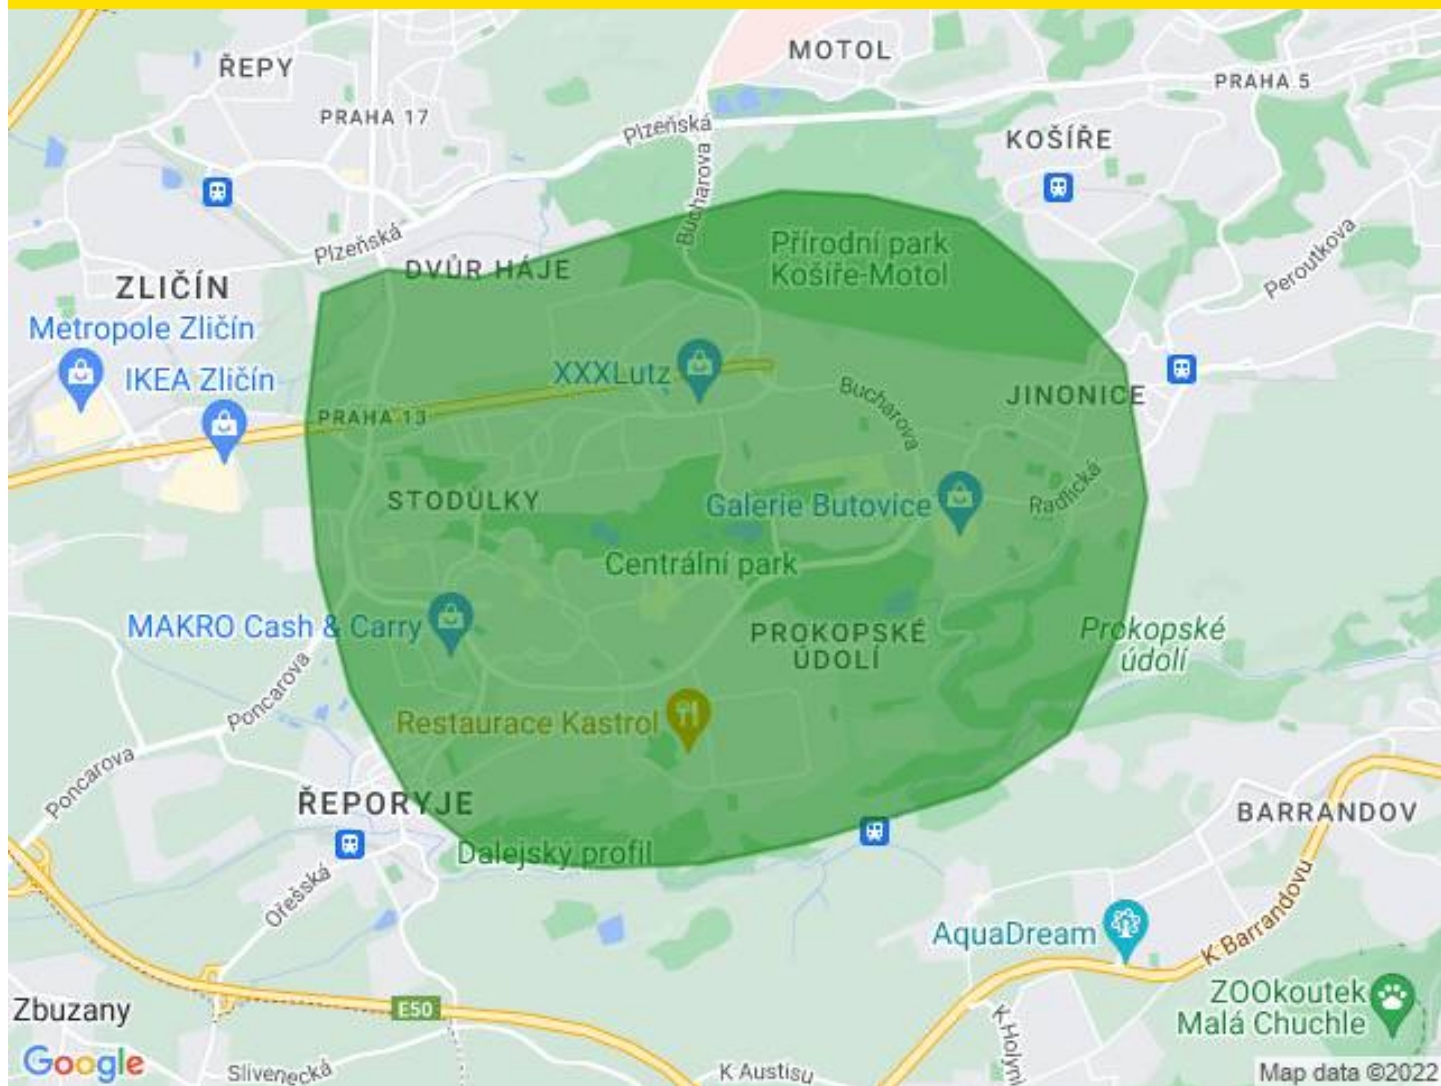 MOTOL
ŘEPY
PRAHA 5
PRAHA 17
Plzeňská
KOŠÍŘE
Bucharova
Plzeňská
Přírodní park
Košíře-Motol
Peroutkova
DVŮR HÁJE
ZLIČÍN
Metropole Zličín
XXXLutz
IKEA Zličín
Bucharova
JINONICE
PRAHA 13
STODŮLKY
Galerie Butovice
Radlická
Centrální park
MAKRO Cash & Carry
PROKOPSKÉ
ÚDOLÍ
Prokopské
údolí
Poncarova
Restaurace Kastrol
Poncarova
ŘEPORYJE
BARRANDOV
Dalejský profil
Ořešská
K Barrandovu
AquaDream
ZOOkoutek
Malá Chuchle
Zbuzany
E50
K Holyni
Google
Slivenecká
K Austisu
Map data ©2022